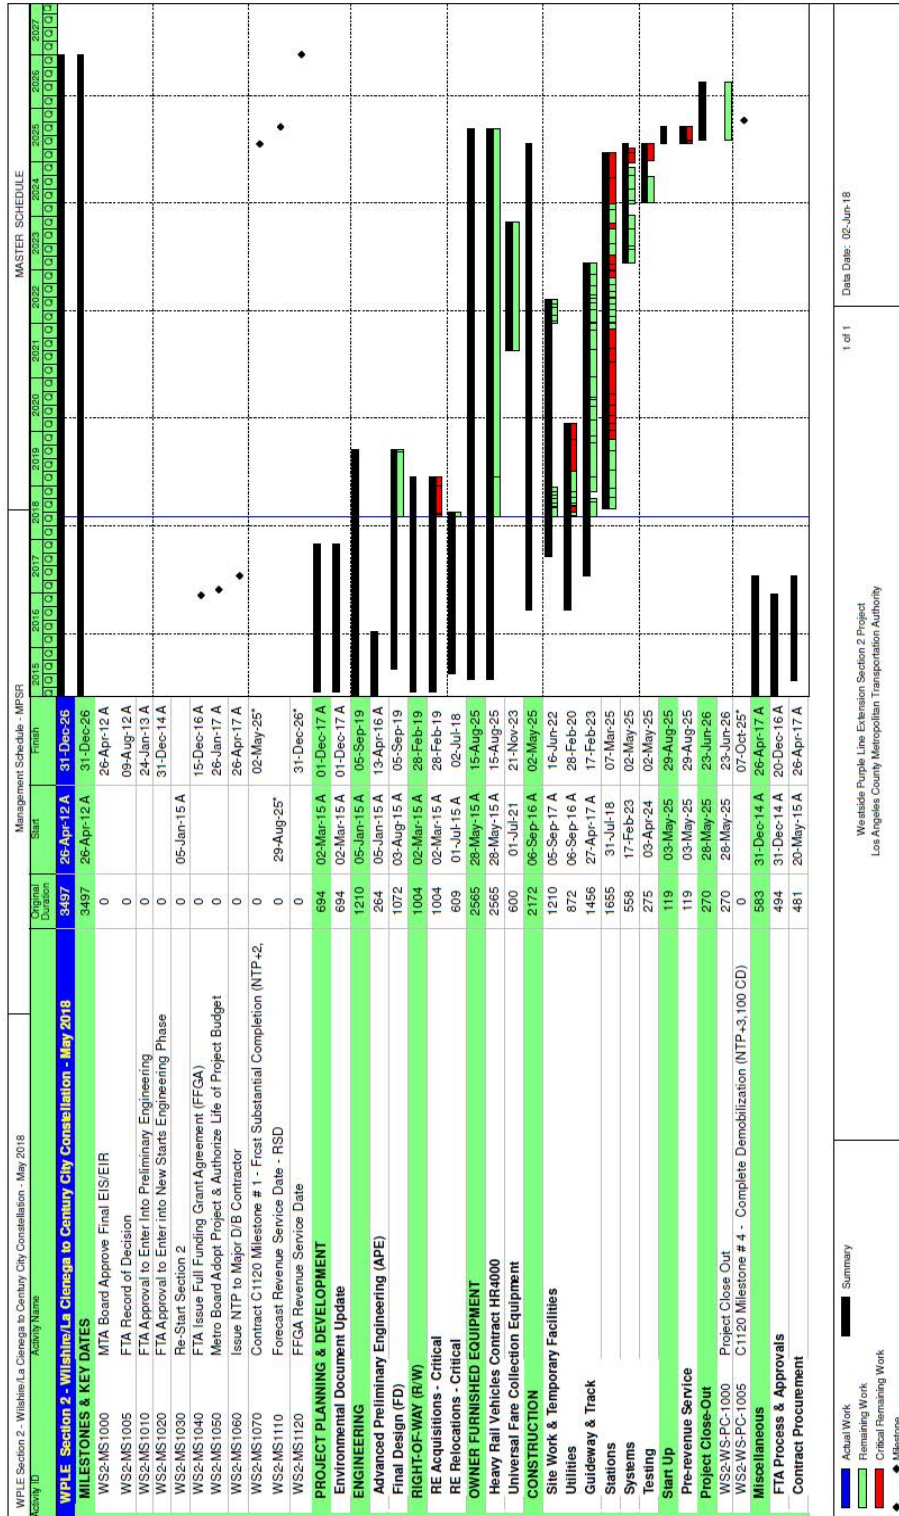 WPLE Section 2 - Wilshire/La Cienega to Century City Constellation - May 2018 Management Schedule - MPSR MASTER SCHEDULE
Activity ID Activity Name Original Duration Start Finish 2015 2016 2017 2018 2019 2020 2021 2022 2023 2024 2025 2026 2027
WPLE Section 2 - Wilshire/La Cienega to Century City Constellation - May 2018 3497 26-Apr-12 A 31-Dec-26
MILESTONES & KEY DATES 3497 26-Apr-12 A 31-Dec-26
WS2-MS1000 MTA Board Approve Final EIS/EIR 0 26-Apr-12 A
WS2-MS1005 FTA Record of Decision 0 09-Aug-12 A
WS2-MS1010 FTA Approval to Enter Into Preliminary Engineering 0 24-Jan-13 A
WS2-MS1020 FTA Approval to Enter into New Starts Engineering Phase 0 31-Dec-14 A
WS2-MS1030 Re-Start Section 2 0 05-Jan-15 A
WS2-MS1040 FTA Issue Full Funding Grant Agreement (FFGA) 0 15-Dec-16 A
WS2-MS1050 Metro Board Adopt Project & Authorize Life of Project Budget 0 26-Jan-17 A
WS2-MS1060 Issue NTP to Major D/B Contractor 0 26-Apr-17 A
WS2-MS1070 Contract C1120 Milestone # 1 - Frcst Substantial Completion (NTP+2, 0 02-May-25*
WS2-MS1110 Forecast Revenue Service Date - RSD 0 29-Aug-25*
WS2-MS1120 FFGA Revenue Service Date 0 31-Dec-26*
PROJECT PLANNING & DEVELOPMENT 694 02-Mar-15 A 01-Dec-17 A
Environmental Document Update 694 02-Mar-15 A 01-Dec-17 A
ENGINEERING 1210 05-Jan-15 A 05-Sep-19
Advanced Preliminary Engineering (APE) 264 05-Jan-15 A 13-Apr-16 A
Final Design (FD) 1072 03-Aug-15 A 05-Sep-19
RIGHT-OF-WAY (R/W) 1004 02-Mar-15 A 28-Feb-19
RE Acquisitions - Critical 1004 02-Mar-15 A 28-Feb-19
RE Relocations - Critical 609 01-Jul-15 A 02-Jul-18
OWNER FURNISHED EQUIPMENT 2565 28-May-15 A 15-Aug-25
Heavy Rail Vehicles Contract HR4000 2565 28-May-15 A 15-Aug-25
Universal Fare Collection Equipment 600 01-Jul-21 21-Nov-23
CONSTRUCTION 2172 06-Sep-16 A 02-May-25
Site Work & Temporary Facilities 1210 05-Sep-17 A 16-Jun-22
Utilities 872 06-Sep-16 A 28-Feb-20
Guideway & Track 1456 27-Apr-17 A 17-Feb-23
Stations 1655 31-Jul-18 07-Mar-25
Systems 558 17-Feb-23 02-May-25
Testing 275 03-Apr-24 02-May-25
Start Up 119 03-May-25 29-Aug-25
Pre-revenue Service 119 03-May-25 29-Aug-25
Project Close-Out 270 28-May-25 23-Jun-26
WS2-WS-PC-1000 Project Close Out 270 28-May-25 23-Jun-26
WS2-WS-PC-1005 C1120 Milestone # 4 - Complete Demobilization (NTP+3,100 CD) 0 07-Oct-25*
Miscellaneous 583 31-Dec-14 A 26-Apr-17 A
FTA Process & Approvals 494 31-Dec-14 A 20-Dec-16 A
Contract Procurement 481 20-May-15 A 26-Apr-17 A
Actual Work Summary
Remaining Work
Critical Remaining Work
Milestone
Westside Purple Line Extension Section 2 Project
Los Angeles County Metropolitan Transportation Authority
1 of 1
Data Date: 02-Jun-18